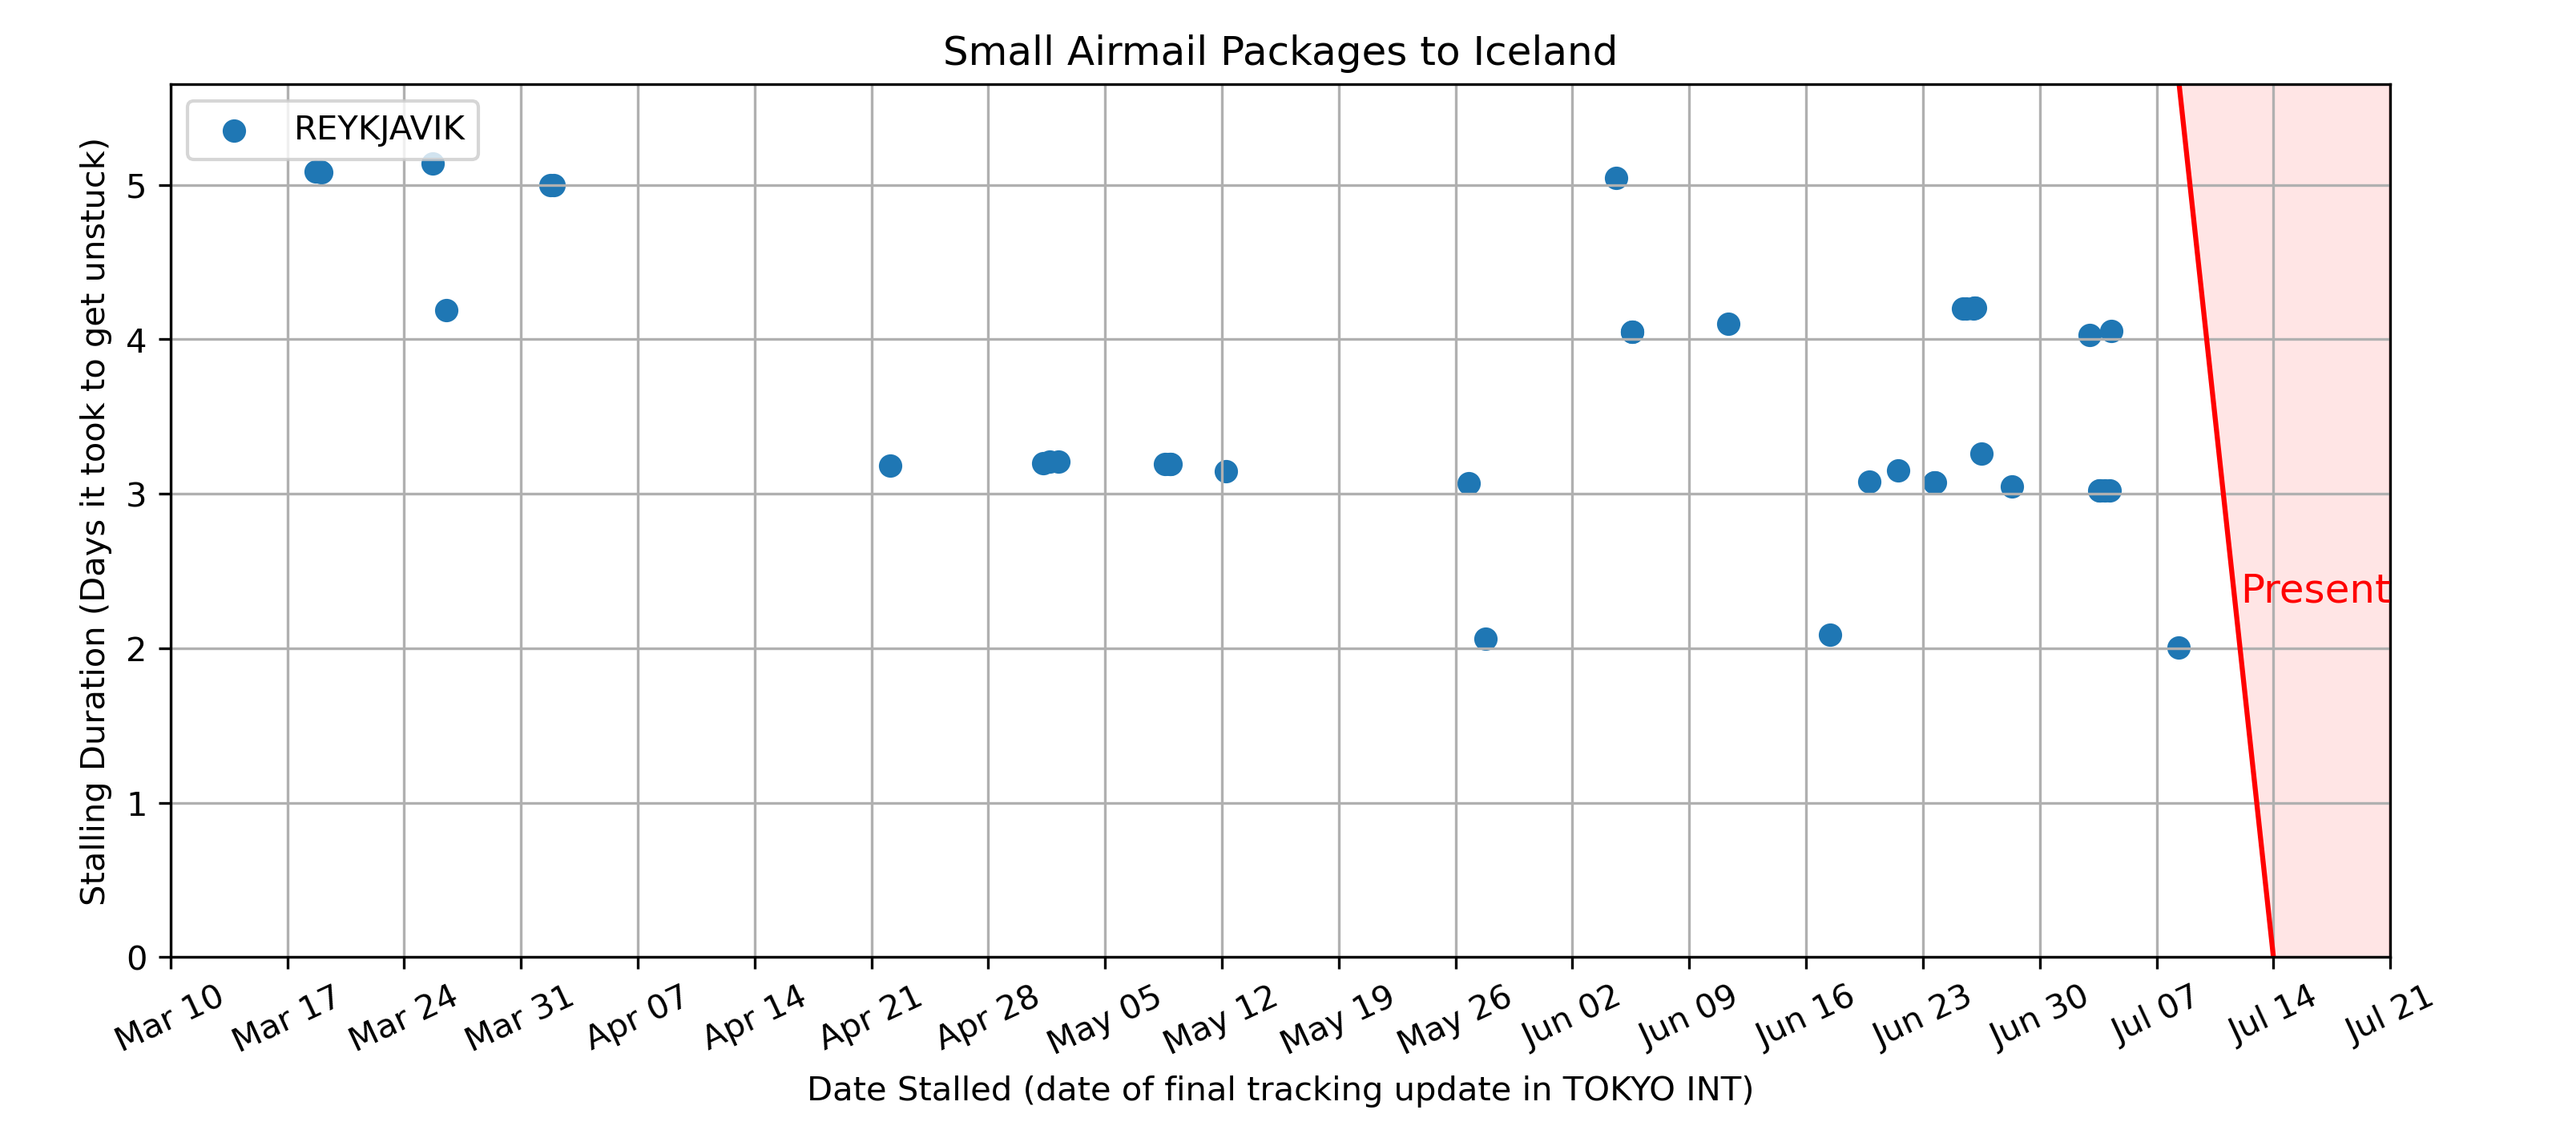 Small Airmail Packages to Iceland
REYKJAVIK
Stalling Duration (Days it took to get unstuck)
5
4
3
2
1
0
Present
Mar 10 Mar 17 Mar 24 Mar 31 Apr 07 Apr 14 Apr 21 Apr 28 May 05 May 12 May 19 May 26 Jun 02 Jun 09 Jun 16 Jun 23 Jun 30 Jul 07 Jul 14 Jul 21
Date Stalled (date of final tracking update in TOKYO INT)